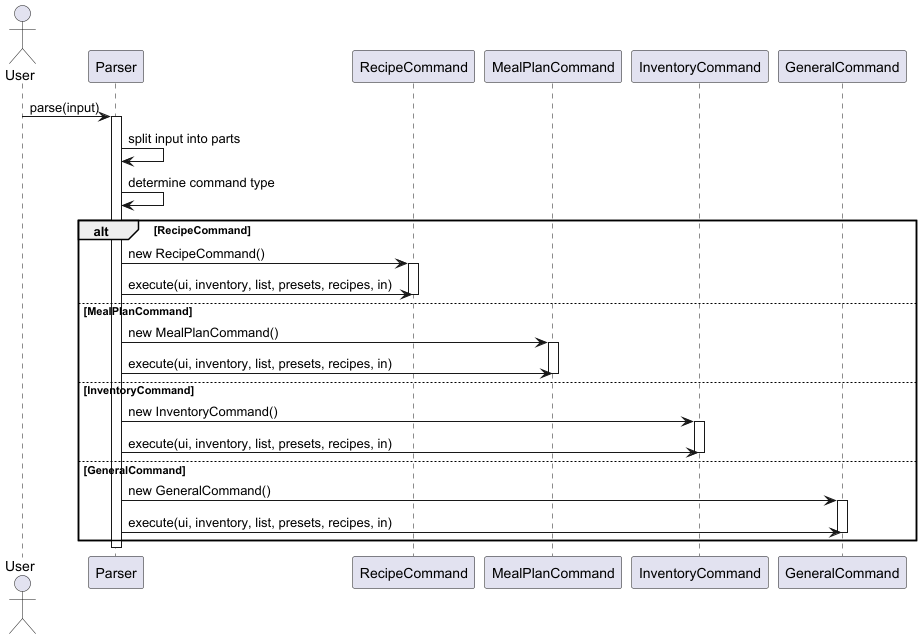 User
Parser
RecipeCommand
MealPlanCommand
InventoryCommand
GeneralCommand
parse(input)
split input into parts
determine command type
alt
[RecipeCommand]
new RecipeCommand()
execute(ui, inventory, list, presets, recipes, in)
[MealPlanCommand]
new MealPlanCommand()
execute(ui, inventory, list, presets, recipes, in)
[InventoryCommand]
new InventoryCommand()
execute(ui, inventory, list, presets, recipes, in)
[GeneralCommand]
new GeneralCommand()
execute(ui, inventory, list, presets, recipes, in)
User
Parser
RecipeCommand
MealPlanCommand
InventoryCommand
GeneralCommand